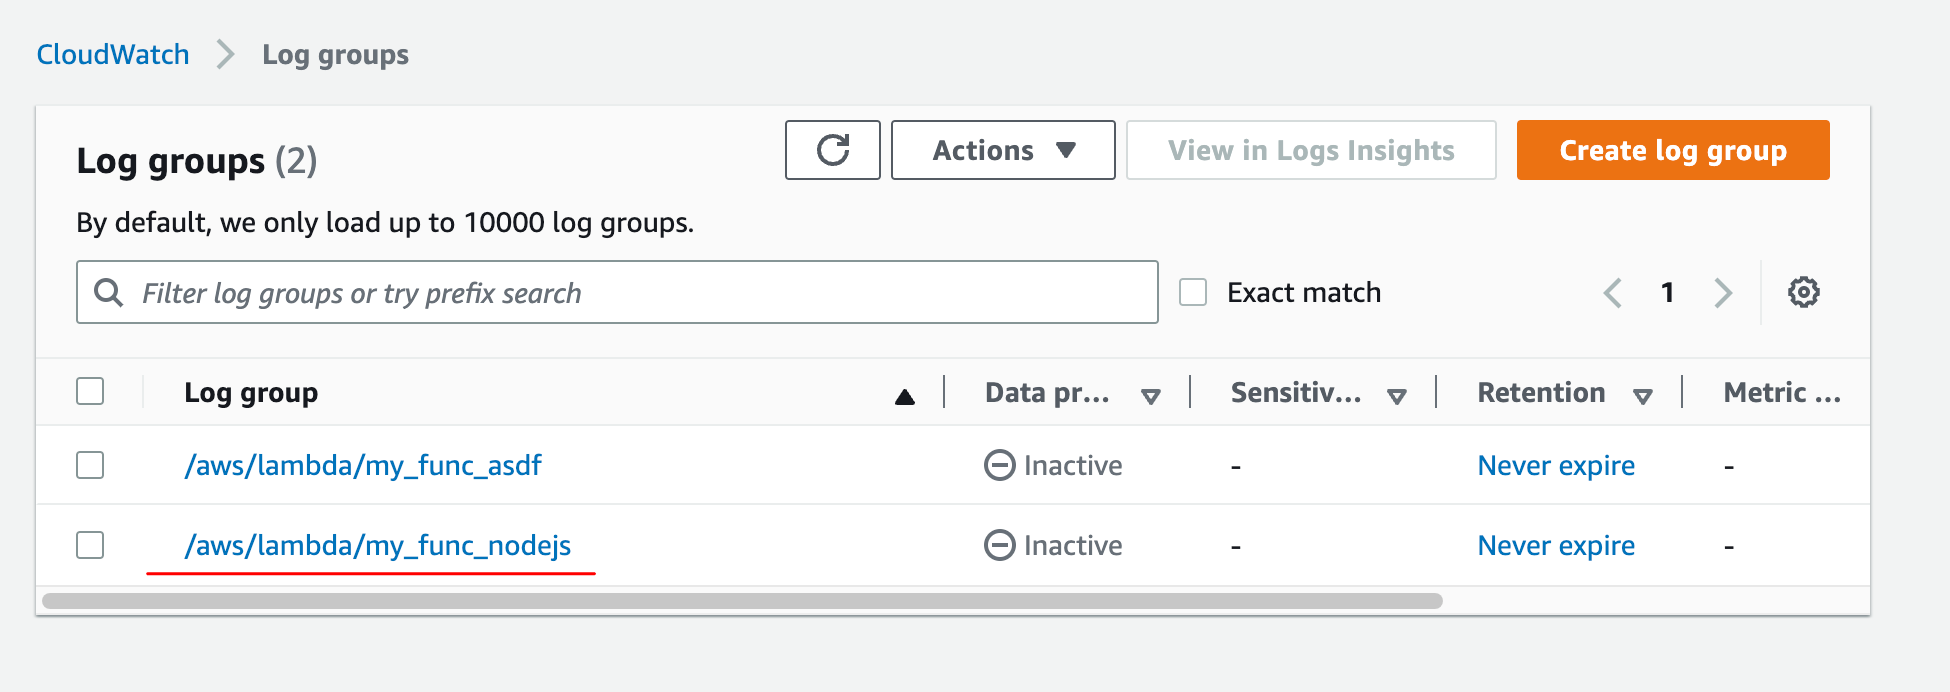 CloudWatch > Log groups
Log groups (2)
Actions
View in Logs Insights
Create log group
By default, we only load up to 10000 log groups.
Filter log groups or try prefix search
Exact match
1
Log group
Data pr...
Sensitiv...
Retention
Metric ...
/aws/lambda/my_func_asdf
Inactive
-
Never expire
-
/aws/lambda/my_func_nodejs
Inactive
-
Never expire
-